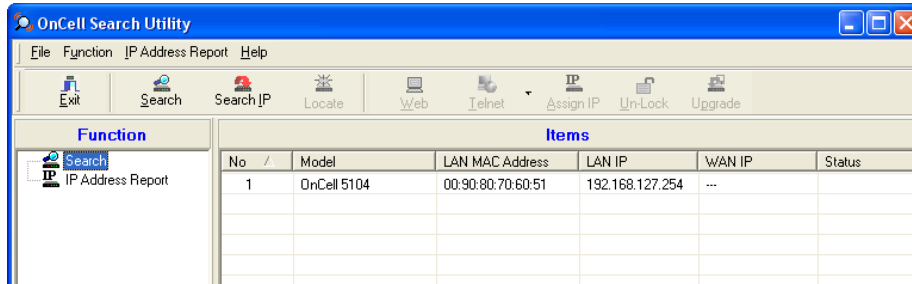 OnCell Search Utility
File Function IP Address Report Help
Exit Search Search IP Locate Web Telnet IP Assign IP Un-Lock Upgrade
Function Items
Search
IP IP Address Report
No Model LAN MAC Address LAN IP WAN IP Status
1 OnCell 5104 00:90:80:70:60:51 192.168.127.254 ---